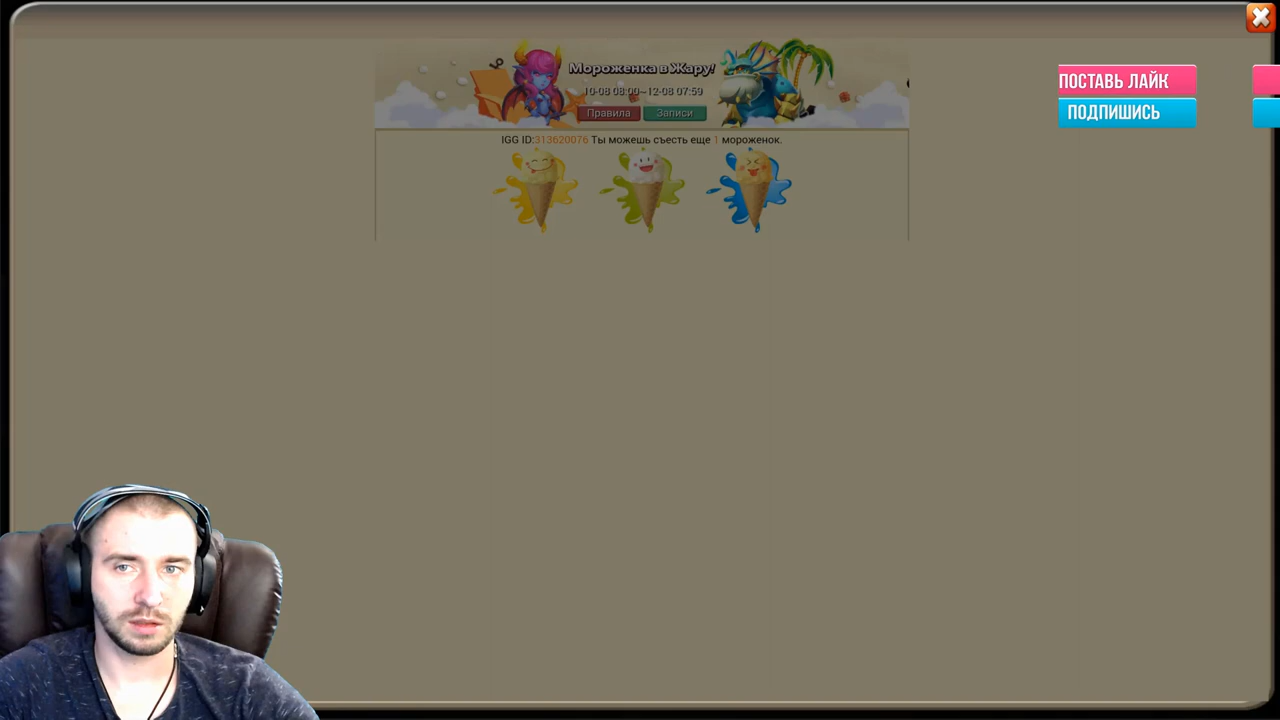 Мороженка в Жару!
10-08 08:00~12-08 07:59
Правила Записи
IGG ID:313620076 Ты можешь съесть еще 1 мороженок.
ПОСТАВЬ ЛАЙК
ПОДПИШИСЬ